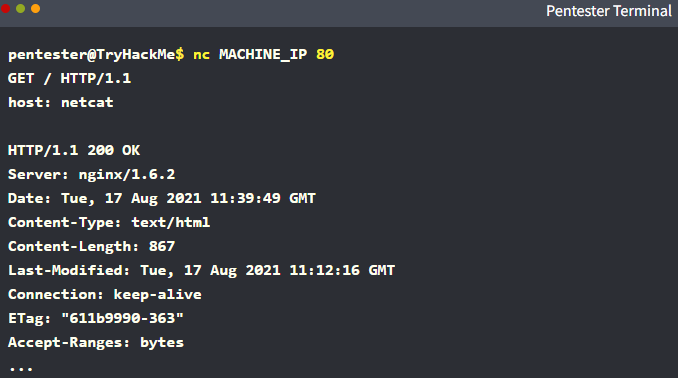 Pentester Terminal
pentester@TryHackMe$ nc MACHINE_IP 80
GET / HTTP/1.1
host: netcat
HTTP/1.1 200 OK
Server: nginx/1.6.2
Date: Tue, 17 Aug 2021 11:39:49 GMT
Content-Type: text/html
Content-Length: 867
Last-Modified: Tue, 17 Aug 2021 11:12:16 GMT
Connection: keep-alive
ETag: "611b9990-363"
Accept-Ranges: bytes
...